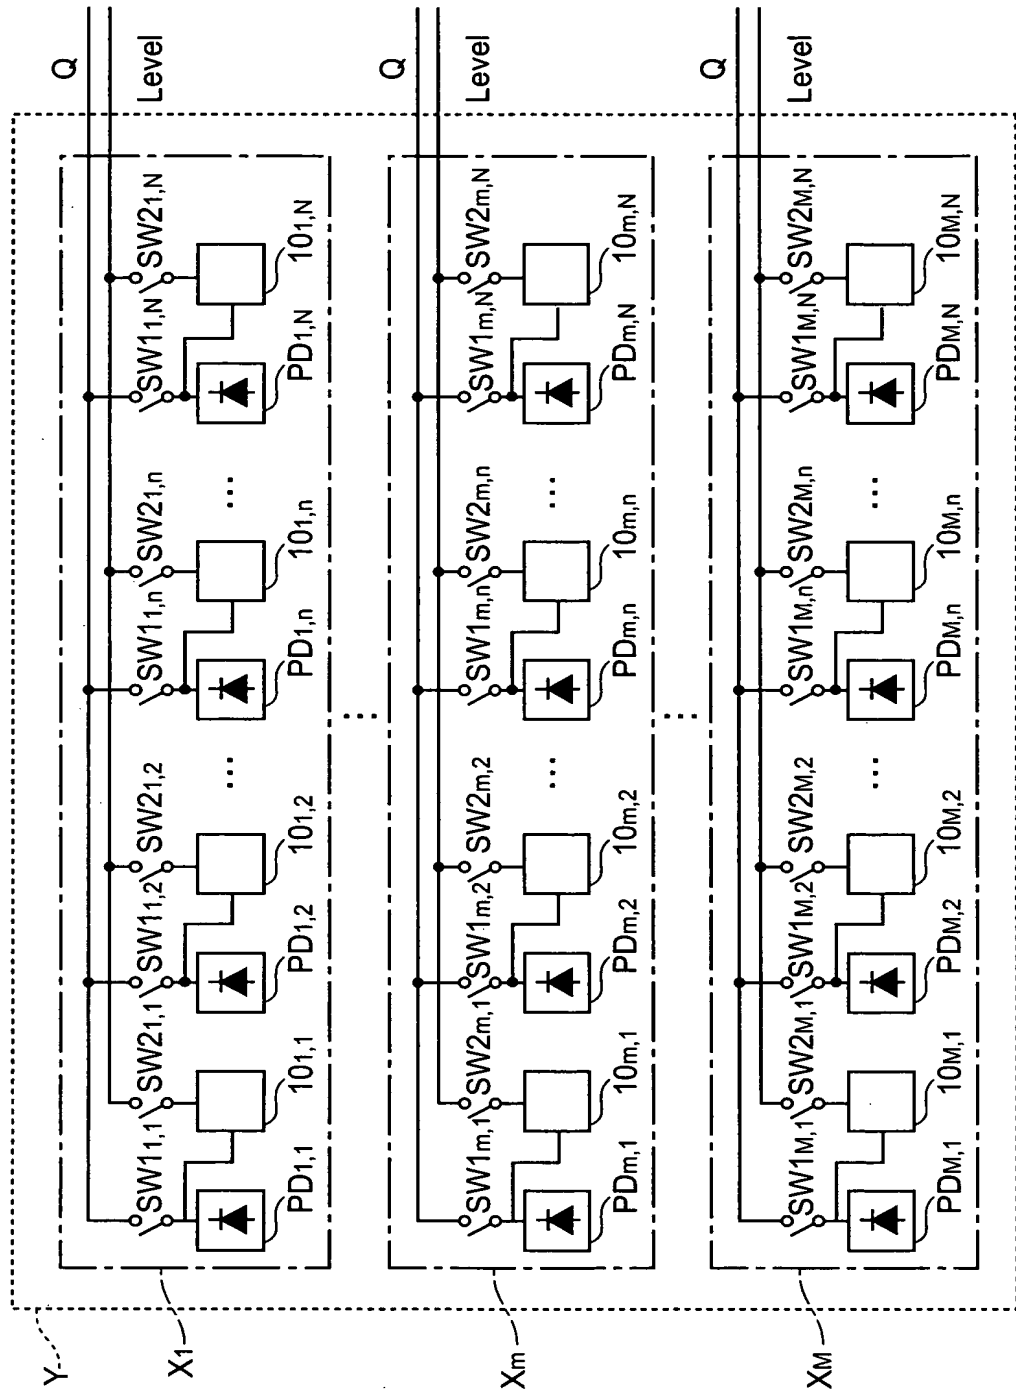 Y
X1
Q
Level
SW11,1 SW21,1 SW11,2 SW21,2 SW11,n SW21,n SW11,N SW21,N
... ...
PD1,1 101,1 PD1,2 101,2 PD1,n 101,n PD1,N 101,N
...
Xm
Q
Level
SW1m,1 SW2m,1 SW1m,2 SW2m,2 SW1m,n SW2m,n SW1m,N SW2m,N
... ...
PDm,1 10m,1 PDm,2 10m,2 PDm,n 10m,n PDm,N 10m,N
...
XM
Q
Level
SW1M,1 SW2M,1 SW1M,2 SW2M,2 SW1M,n SW2M,n SW1M,N SW2M,N
... ...
PDM,1 10M,1 PDM,2 10M,2 PDM,n 10M,n PDM,N 10M,N